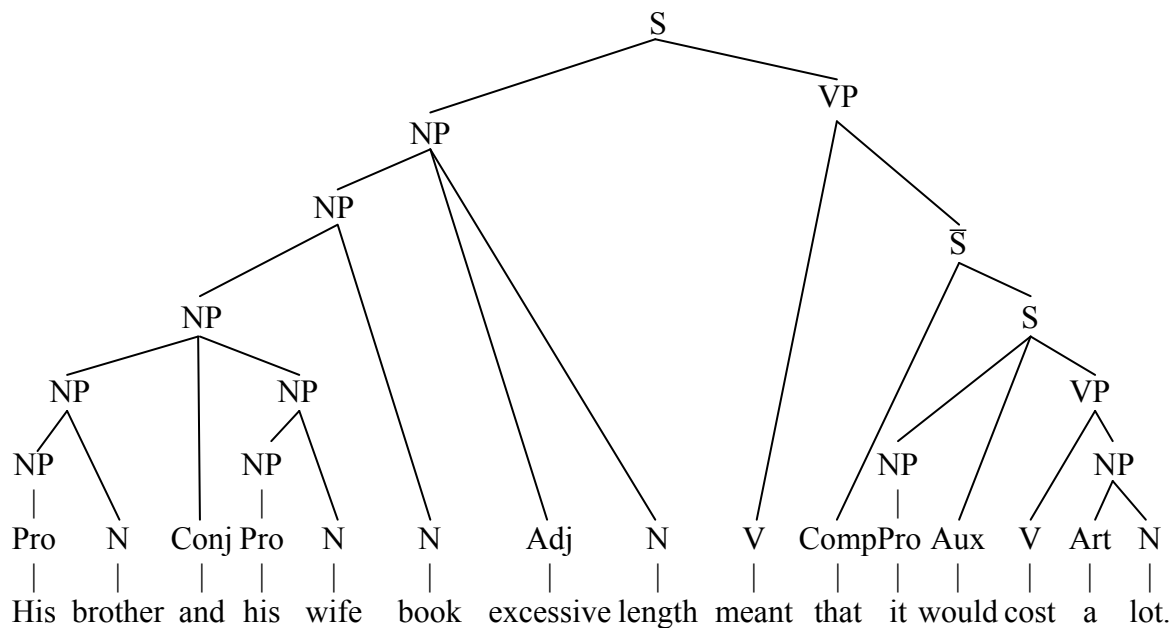 S
VP
NP
NP
S̅
NP
S
NP NP VP
NP NP NP NP
Pro N Conj Pro N N Adj N V Comp Pro Aux V Art N
His brother and his wife book excessive length meant that it would cost a lot.